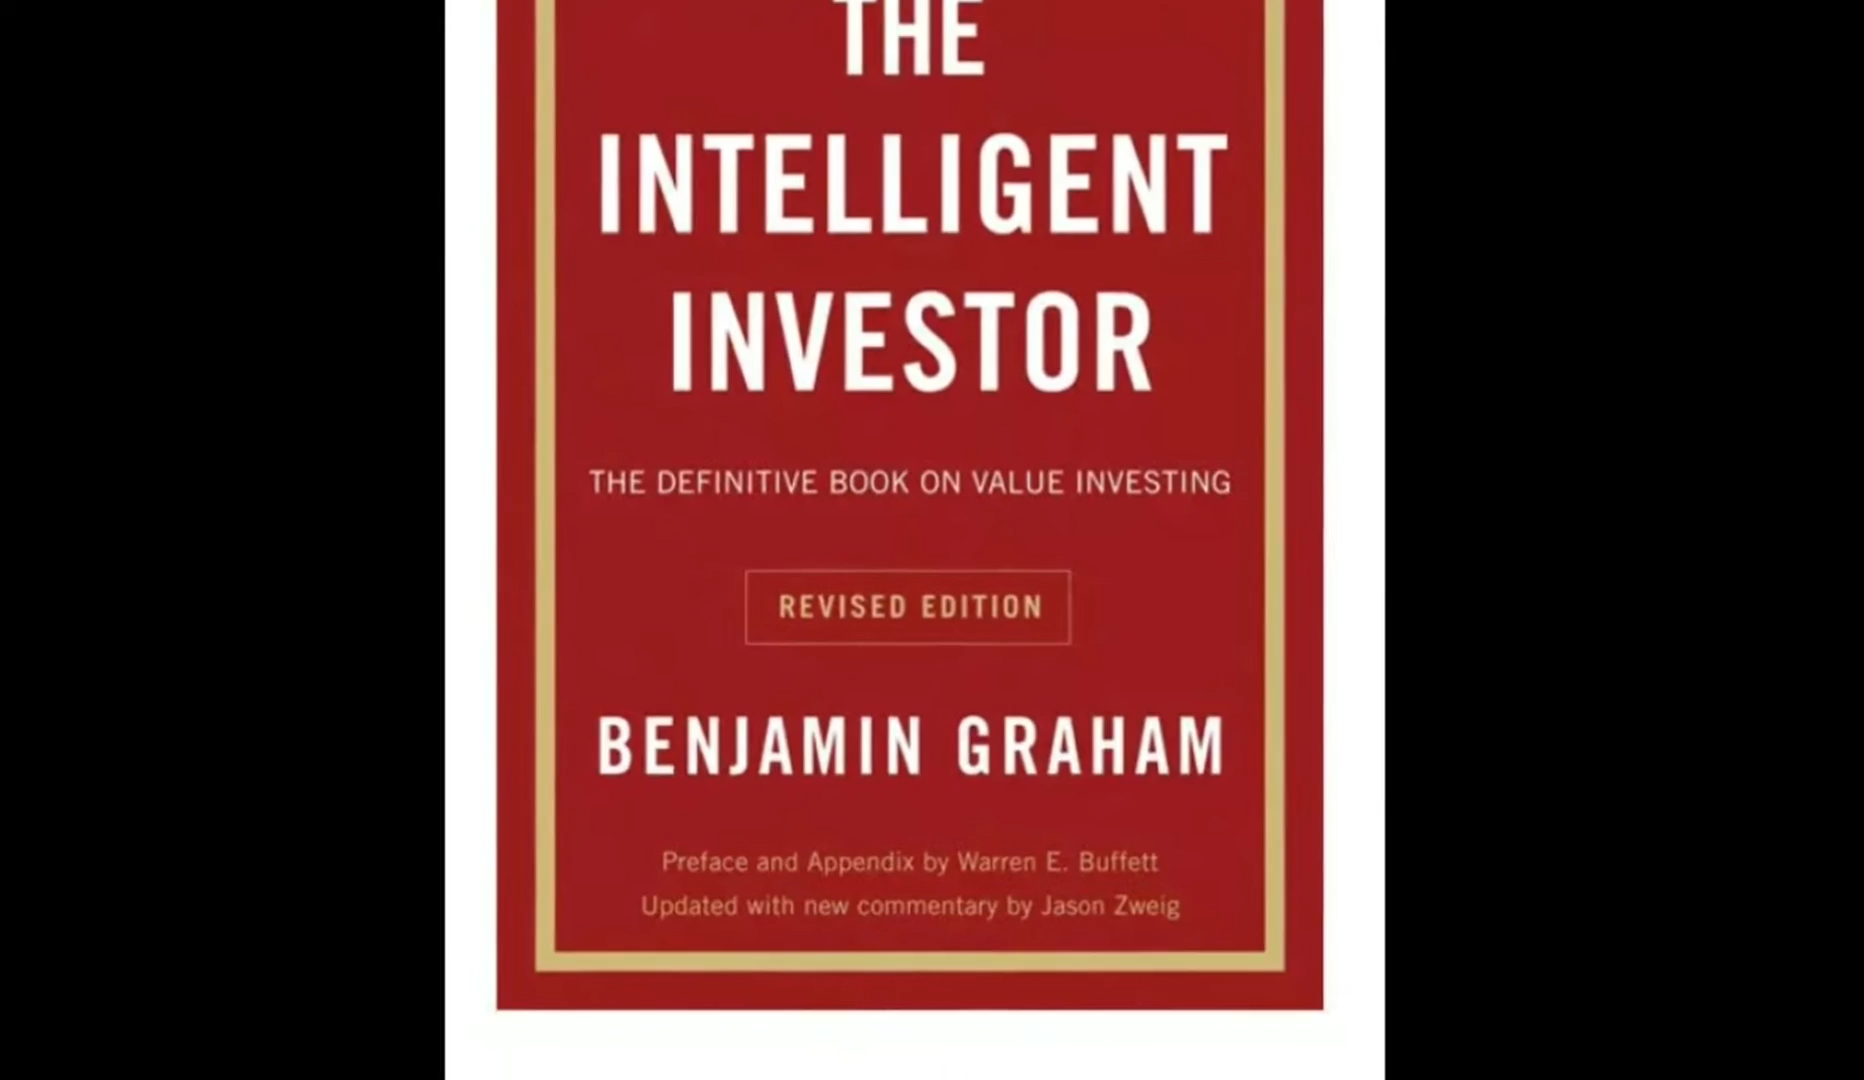 THE
INTELLIGENT
INVESTOR
THE DEFINITIVE BOOK ON VALUE INVESTING
REVISED EDITION
BENJAMIN GRAHAM
Preface and Appendix by Warren E. Buffett
Updated with new commentary by Jason Zweig